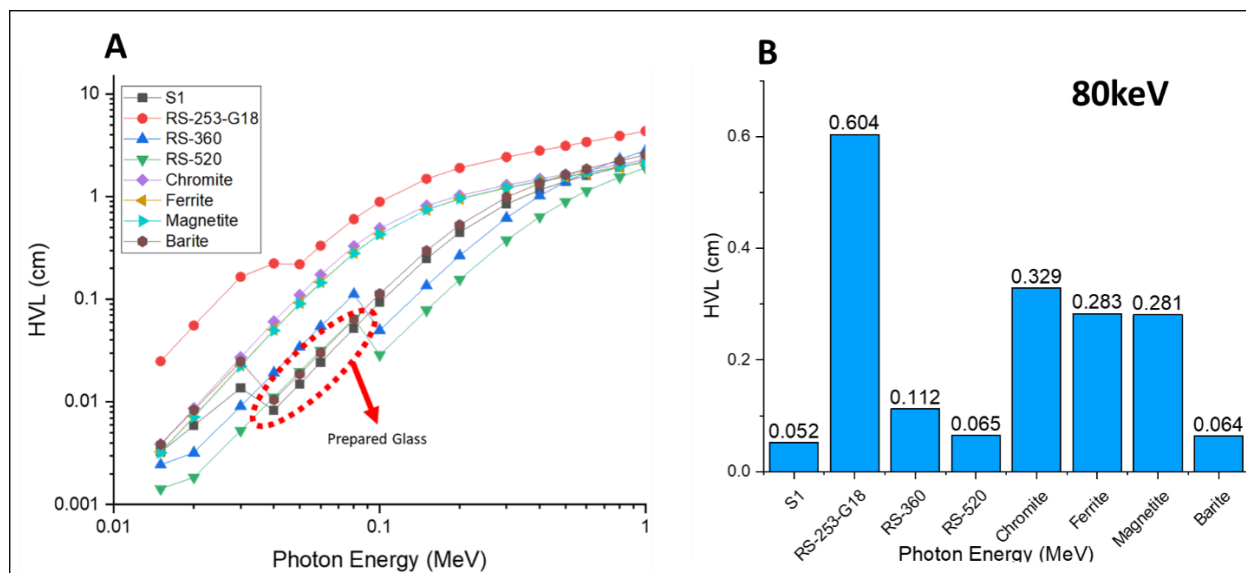 A
S1
RS-253-G18
RS-360
RS-520
Chromite
Ferrite
Magnetite
Barite
10
1
0.1
0.01
0.001
HVL (cm)
Prepared Glass
0.01
0.1
1
Photon Energy (MeV)
B
80keV
0.6
0.4
0.2
0.0
HVL (cm)
0.052
0.604
0.112
0.065
0.329
0.283
0.281
0.064
S1
RS-253-G18
RS-360
RS-520
Chromite
Ferrite
Magnetite
Barite
Photon Energy (MeV)